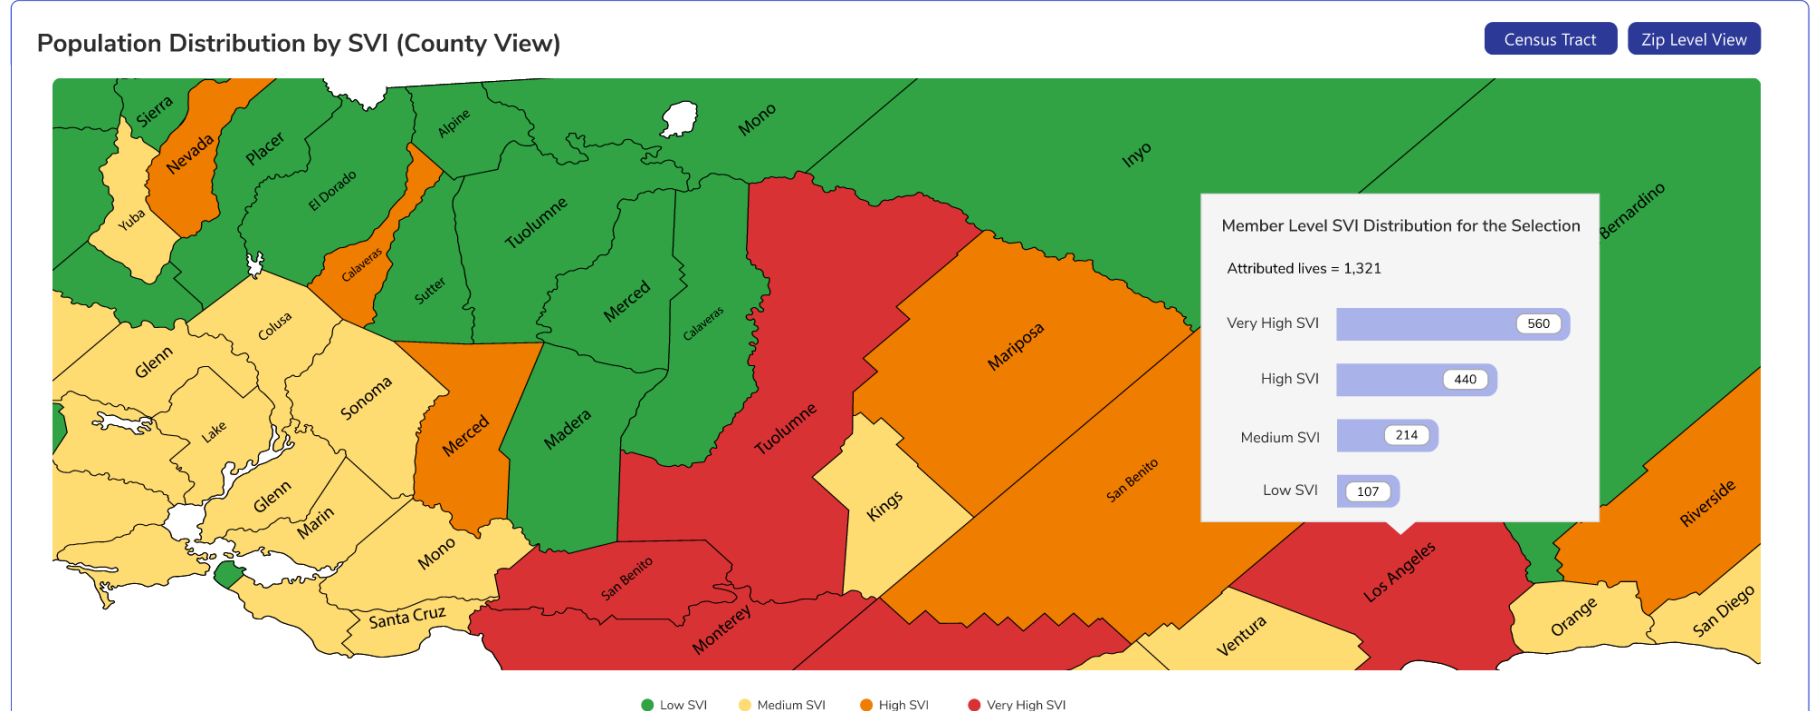 Population Distribution by SVI (County View)
Census Tract
Zip Level View
Sierra
Nevada
Placer
Alpine
Mono
Inyo
El Dorado
Yuba
Tuolumne
Bernardino
Calaveras
Sutter
Merced
Calaveras
Colusa
Glenn
Sonoma
Lake
Merced
Madera
Tuolumne
Mariposa
Kings
San Benito
Glenn
Marin
Mono
Santa Cruz
San Benito
Monterey
Ventura
Los Angeles
Orange
Riverside
San Diego
Member Level SVI Distribution for the Selection
Attributed lives = 1,321
Very High SVI 560
High SVI 440
Medium SVI 214
Low SVI 107
Low SVI Medium SVI High SVI Very High SVI